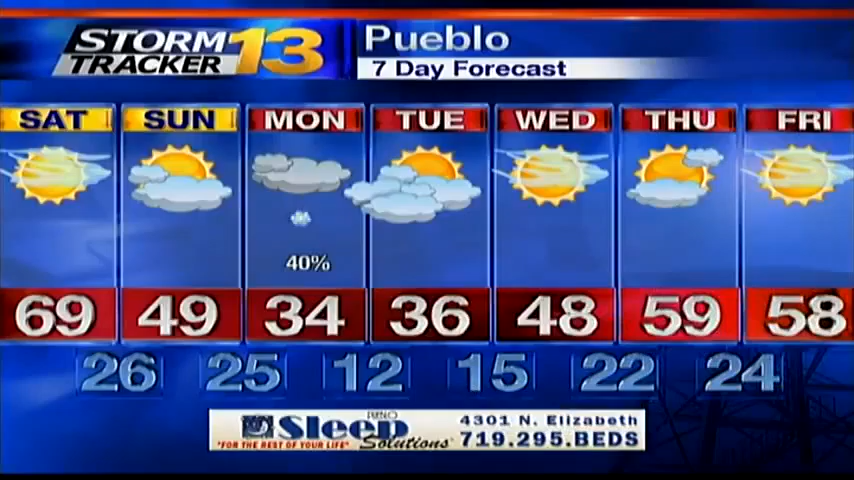 STORM TRACKER 13
Pueblo
7 Day Forecast
SAT SUN MON TUE WED THU FRI
40%
69 49 34 36 48 59 58
26 25 12 15 22 24
Sleep
Solutions
"FOR THE REST OF YOUR LIFE"
4301 N. Elizabeth
719.295.BEDS